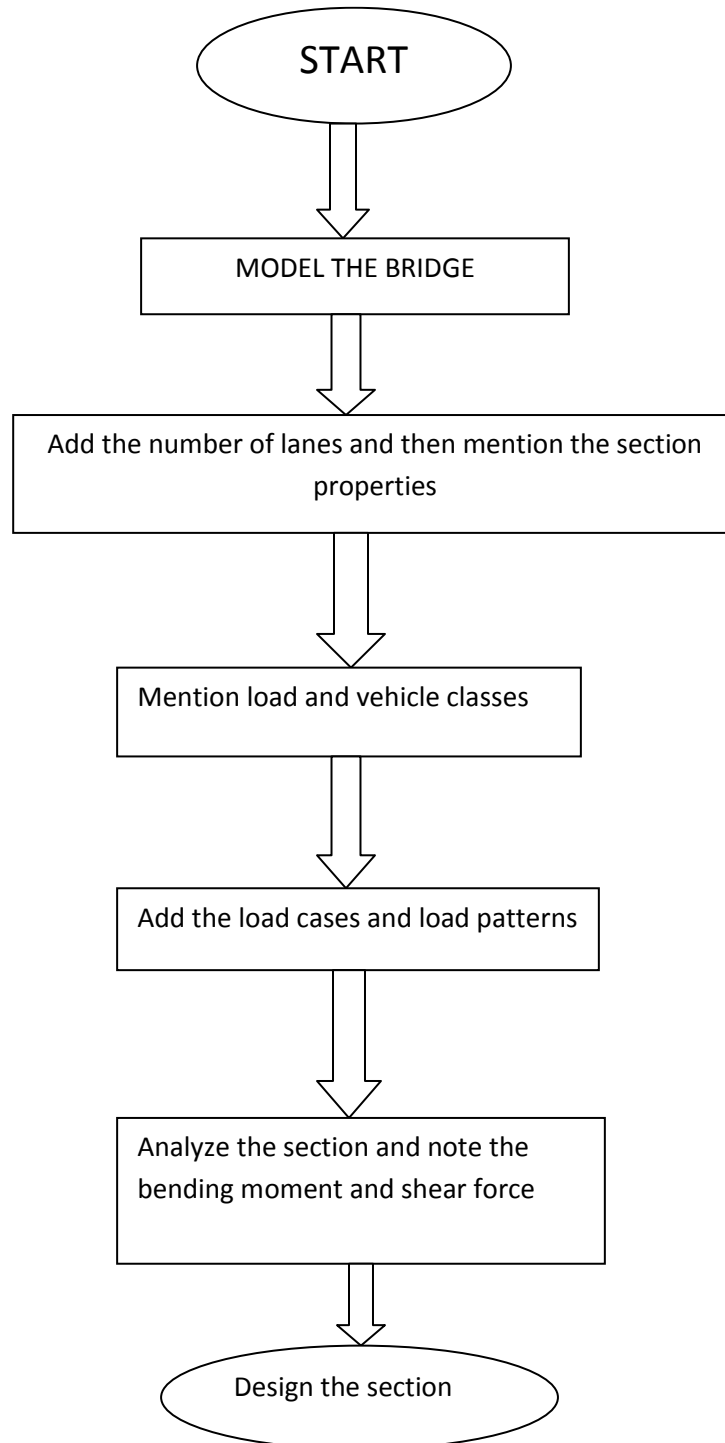 START
MODEL THE BRIDGE
Add the number of lanes and then mention the section
properties
Mention load and vehicle classes
Add the load cases and load patterns
Analyze the section and note the
bending moment and shear force
Design the section